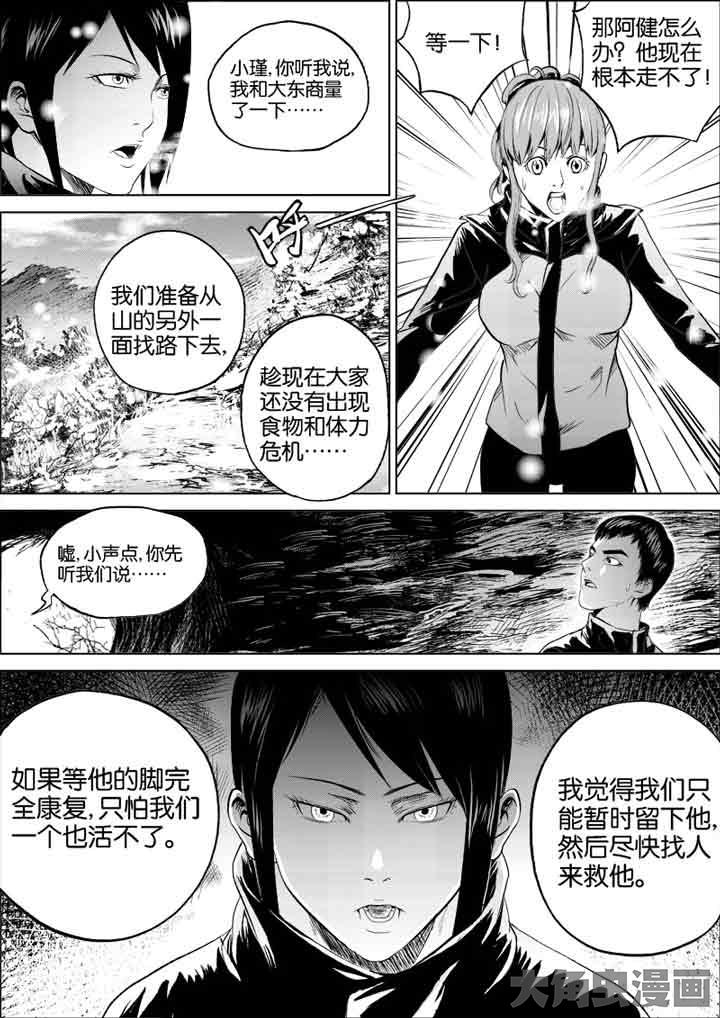 小瑾,你听我说,
我和大东商量
了一下……
呼
我们准备从
山的另外一
面找路下去,
趁现在大家
还没有出现
食物和体力
危机……
等一下!
那阿健怎么
办?他现在
根本走不了!
嘘,小声点,你先
听我们说……
如果等他的脚完
全康复,只怕我们
一个也活不了。
我觉得我们只
能暂时留下他,
然后尽快找人
来救他。
大角虫漫画